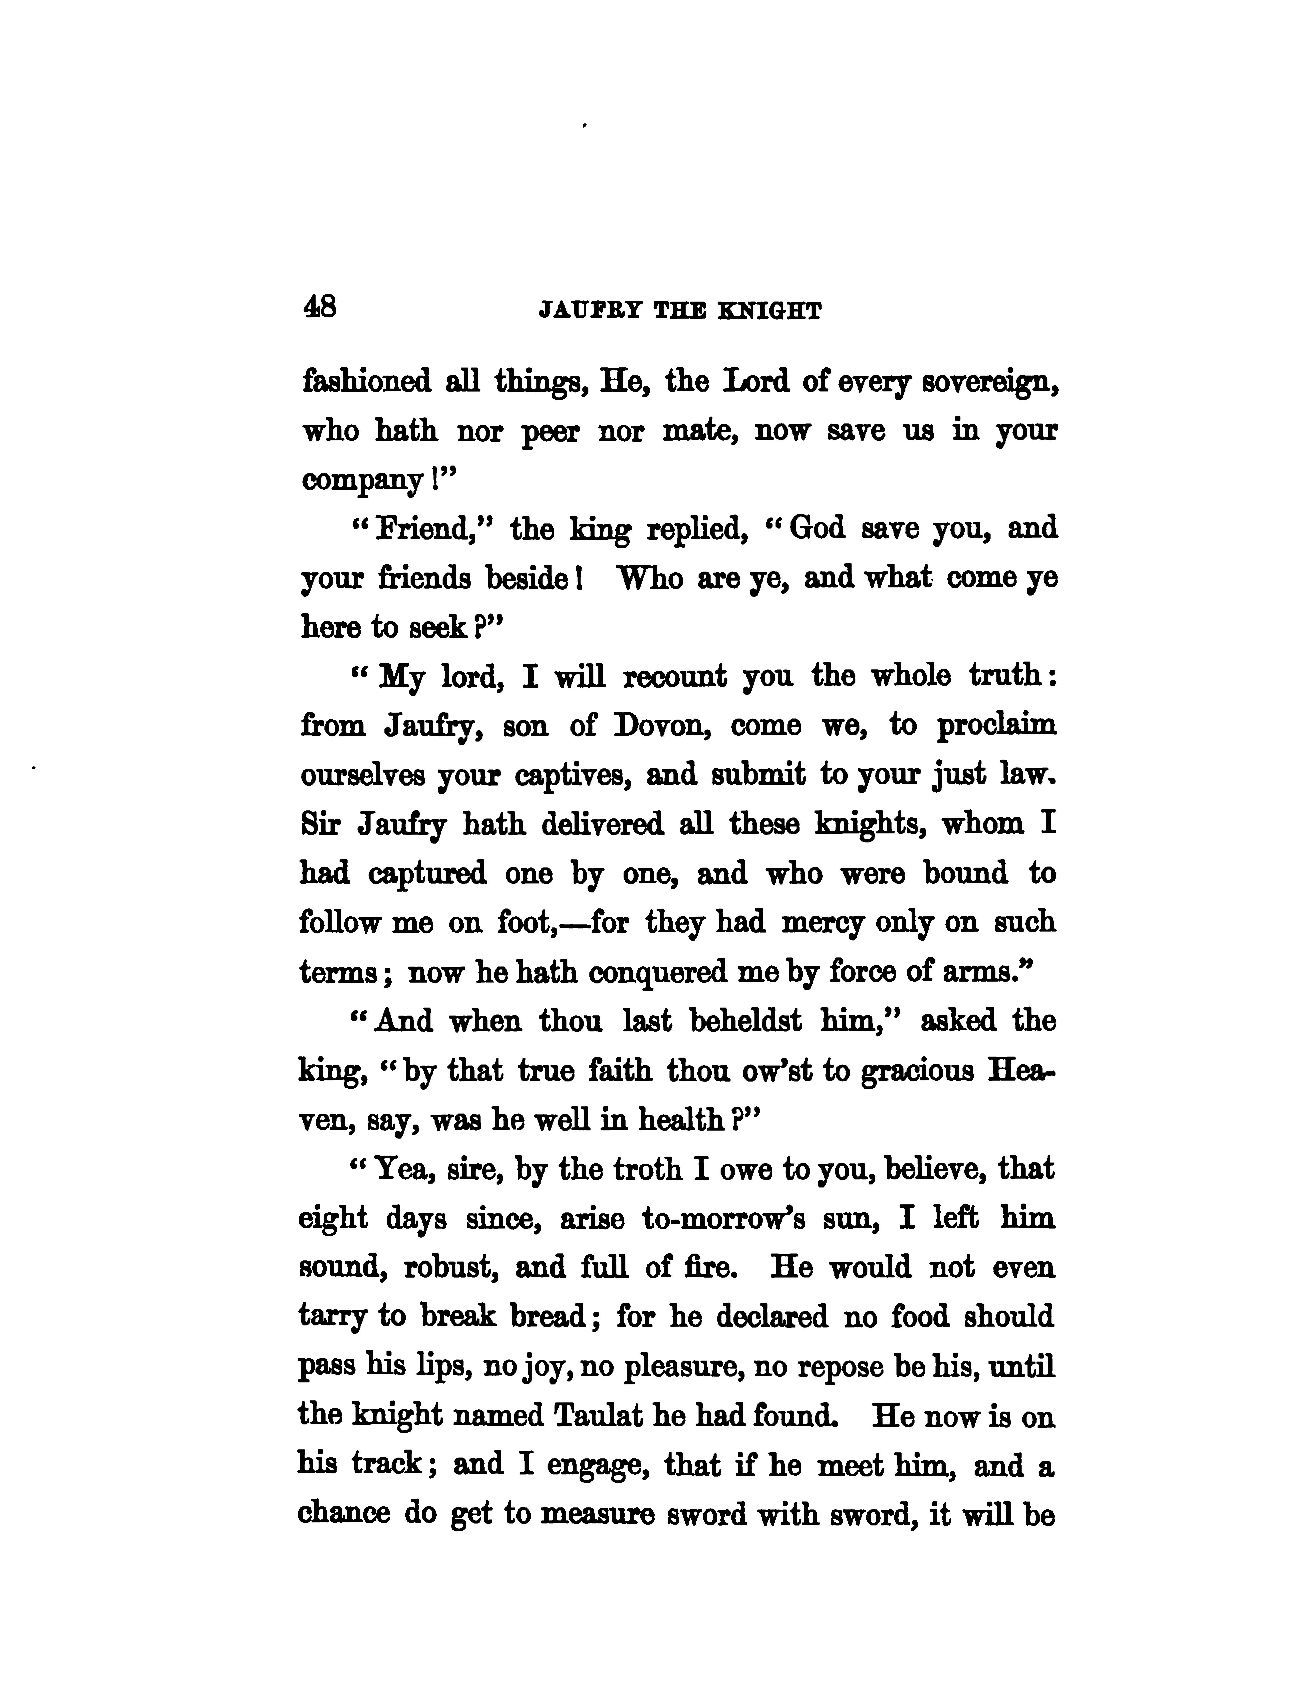 48 JAUFRY THE KNIGHT
fashioned all things, He, the Lord of every sovereign,
who hath nor peer nor mate, now save us in your
company!”
“Friend,” the king replied, “God save you, and
your friends beside! Who are ye, and what come ye
here to seek?”
“My lord, I will recount you the whole truth:
from Jaufry, son of Dovon, come we, to proclaim
ourselves your captives, and submit to your just law.
Sir Jaufry hath delivered all these knights, whom I
had captured one by one, and who were bound to
follow me on foot,—for they had mercy only on such
terms; now he hath conquered me by force of arms.”
“And when thou last beheldst him,” asked the
king, “by that true faith thou ow’st to gracious Hea-
ven, say, was he well in health?”
“Yea, sire, by the troth I owe to you, believe, that
eight days since, arise to-morrow’s sun, I left him
sound, robust, and full of fire. He would not even
tarry to break bread; for he declared no food should
pass his lips, no joy, no pleasure, no repose be his, until
the knight named Taulat he had found. He now is on
his track; and I engage, that if he meet him, and a
chance do get to measure sword with sword, it will be